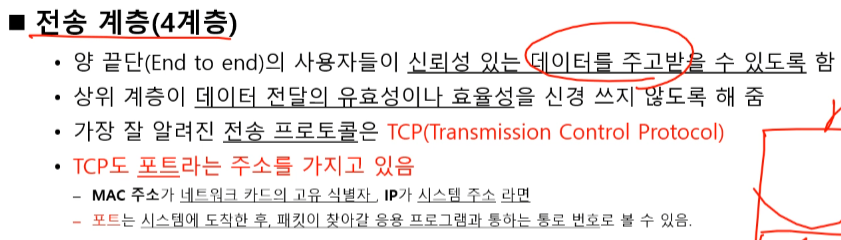 ■ 전송 계층(4계층)
• 양 끝단(End to end)의 사용자들이 신뢰성 있는 데이터를 주고받을 수 있도록 함
• 상위 계층이 데이터 전달의 유효성이나 효율성을 신경 쓰지 않도록 해 줌
• 가장 잘 알려진 전송 프로토콜은 TCP(Transmission Control Protocol)
• TCP도 포트라는 주소를 가지고 있음
– MAC 주소가 네트워크 카드의 고유 식별자, IP가 시스템 주소 라면
– 포트는 시스템에 도착한 후, 패킷이 찾아갈 응용 프로그램과 통하는 통로 번호로 볼 수 있음.